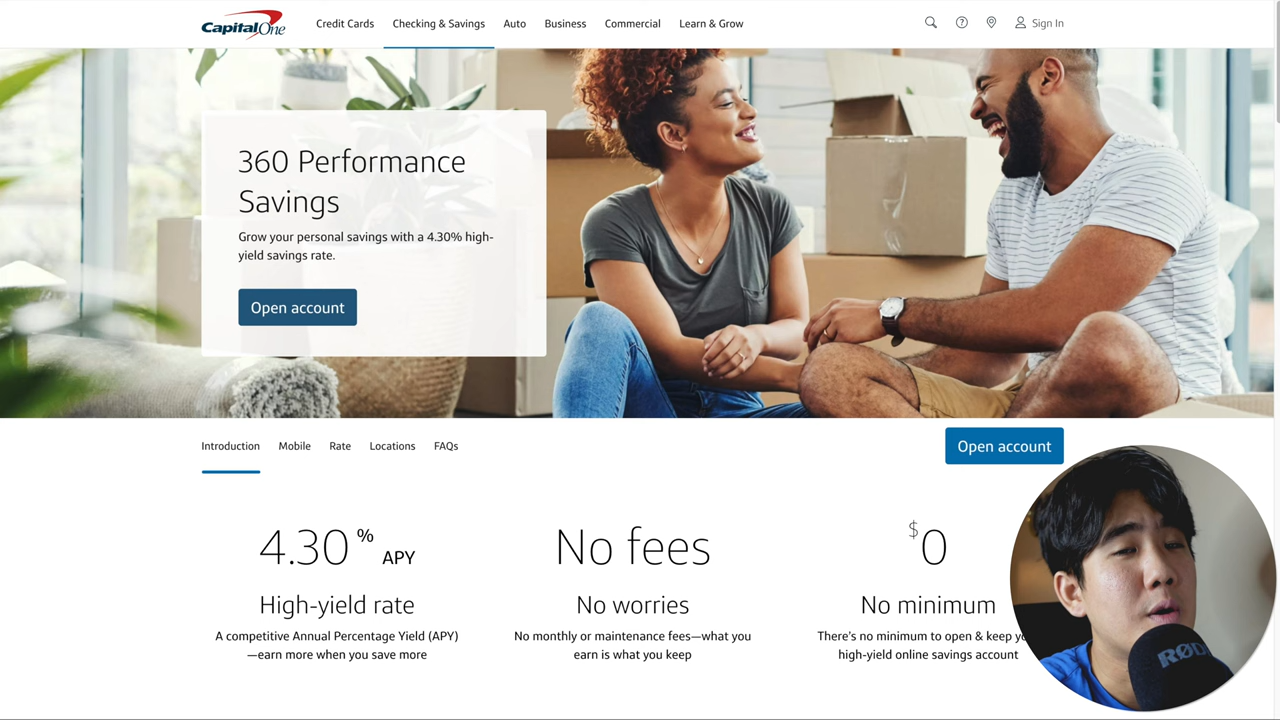 CapitalOne
Credit Cards
Checking & Savings
Auto
Business
Commercial
Learn & Grow
Sign In
360 Performance
Savings
Grow your personal savings with a 4.30% high-
yield savings rate.
Open account
Introduction
Mobile
Rate
Locations
FAQs
Open account
4.30% APY
High-yield rate
A competitive Annual Percentage Yield (APY)
—earn more when you save more
No fees
No worries
No monthly or maintenance fees—what you
earn is what you keep
$0
No minimum
There's no minimum to open & keep
high-yield online savings account
RØD